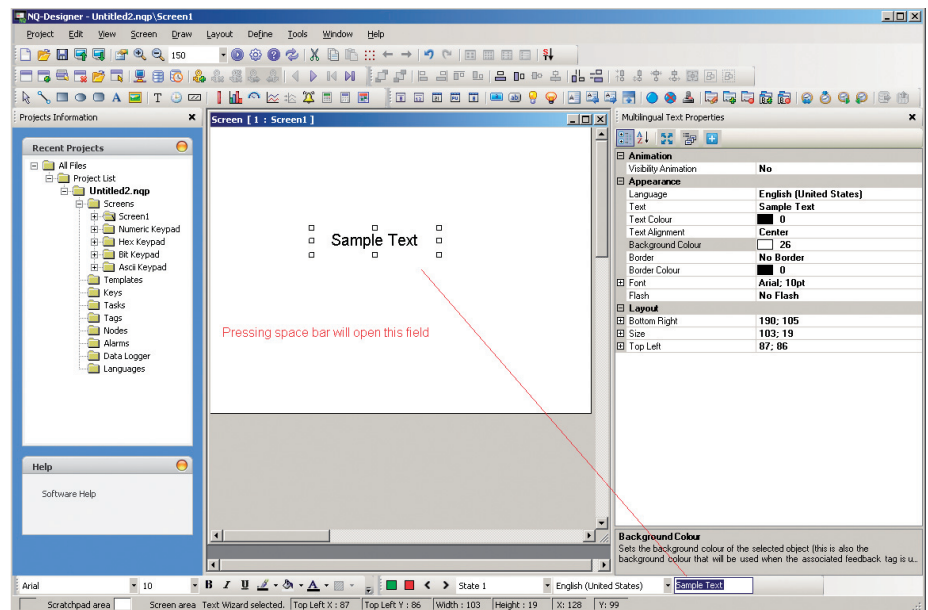 NQ-Designer - Untitled2.nqp\Screen1
Project Edit View Screen Draw Layout Define Tools Window Help
150
Projects Information
Recent Projects
All Files
Project List
Untitled2.nqp
Screens
Screen1
Numeric Keypad
Hex Keypad
Bit Keypad
Ascii Keypad
Templates
Keys
Tasks
Tags
Nodes
Alarms
Data Logger
Languages
Help
Software Help
Screen [ 1 : Screen1 ]
Sample Text
Pressing space bar will open this field
Multilingual Text Properties
Animation
Visibility Animation No
Appearance
Language English (United States)
Text Sample Text
Text Colour 0
Text Alignment Center
Background Colour 26
Border No Border
Border Colour 0
Font Arial; 10pt
Flash No Flash
Layout
Bottom Right 190; 105
Size 103; 19
Top Left 87; 86
Background Colour
Sets the background colour of the selected object (this is also the
background colour that will be used when the associated feedback tag is u...
Arial 10 B I U A State 1 English (United States) Sample Text
Scratchpad area Screen area Text Wizard selected. Top Left X : 87 Top Left Y : 86 Width : 103 Height : 19 X: 128 Y: 99